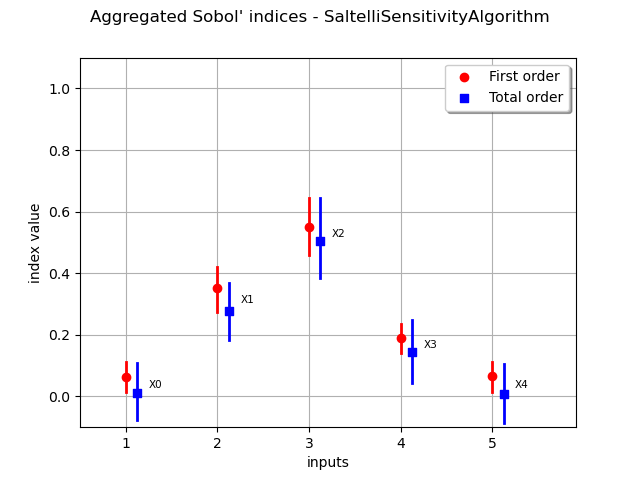 Aggregated Sobol' indices - SaltelliSensitivityAlgorithm
First order
Total order
1.0
0.8
0.6
0.4
0.2
0.0
index value
X0
X1
X2
X3
X4
1 2 3 4 5
inputs